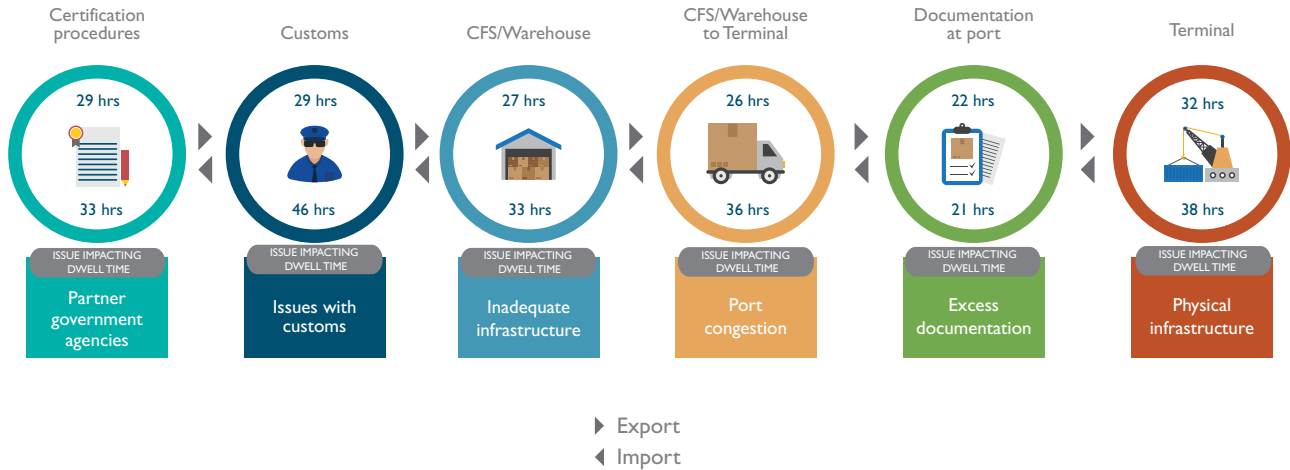 Certification
procedures
Customs
CFS/Warehouse
CFS/Warehouse
to Terminal
Documentation
at port
Terminal
29 hrs
29 hrs
27 hrs
26 hrs
22 hrs
32 hrs
33 hrs
46 hrs
33 hrs
36 hrs
21 hrs
38 hrs
ISSUE IMPACTING
DWELL TIME
ISSUE IMPACTING
DWELL TIME
ISSUE IMPACTING
DWELL TIME
ISSUE IMPACTING
DWELL TIME
ISSUE IMPACTING
DWELL TIME
ISSUE IMPACTING
DWELL TIME
Partner
government
agencies
Issues with
customs
Inadequate
infrastructure
Port
congestion
Excess
documentation
Physical
infrastructure
Export
Import